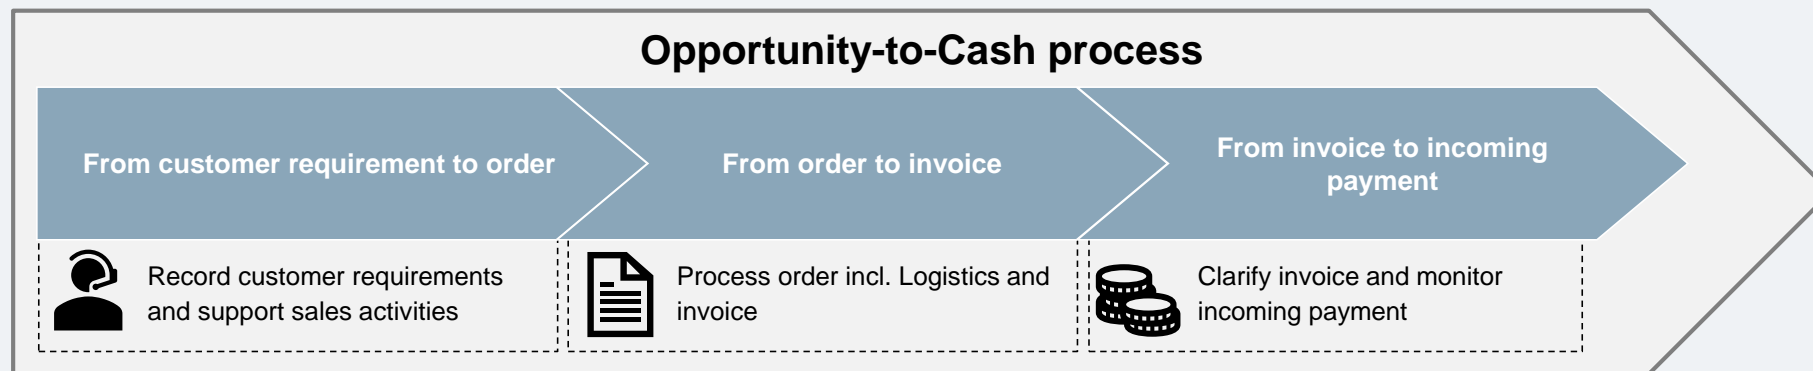 Opportunity-to-Cash process
From customer requirement to order
From order to invoice
From invoice to incoming
payment
Record customer requirements
and support sales activities
Process order incl. Logistics and
invoice
Clarify invoice and monitor
incoming payment